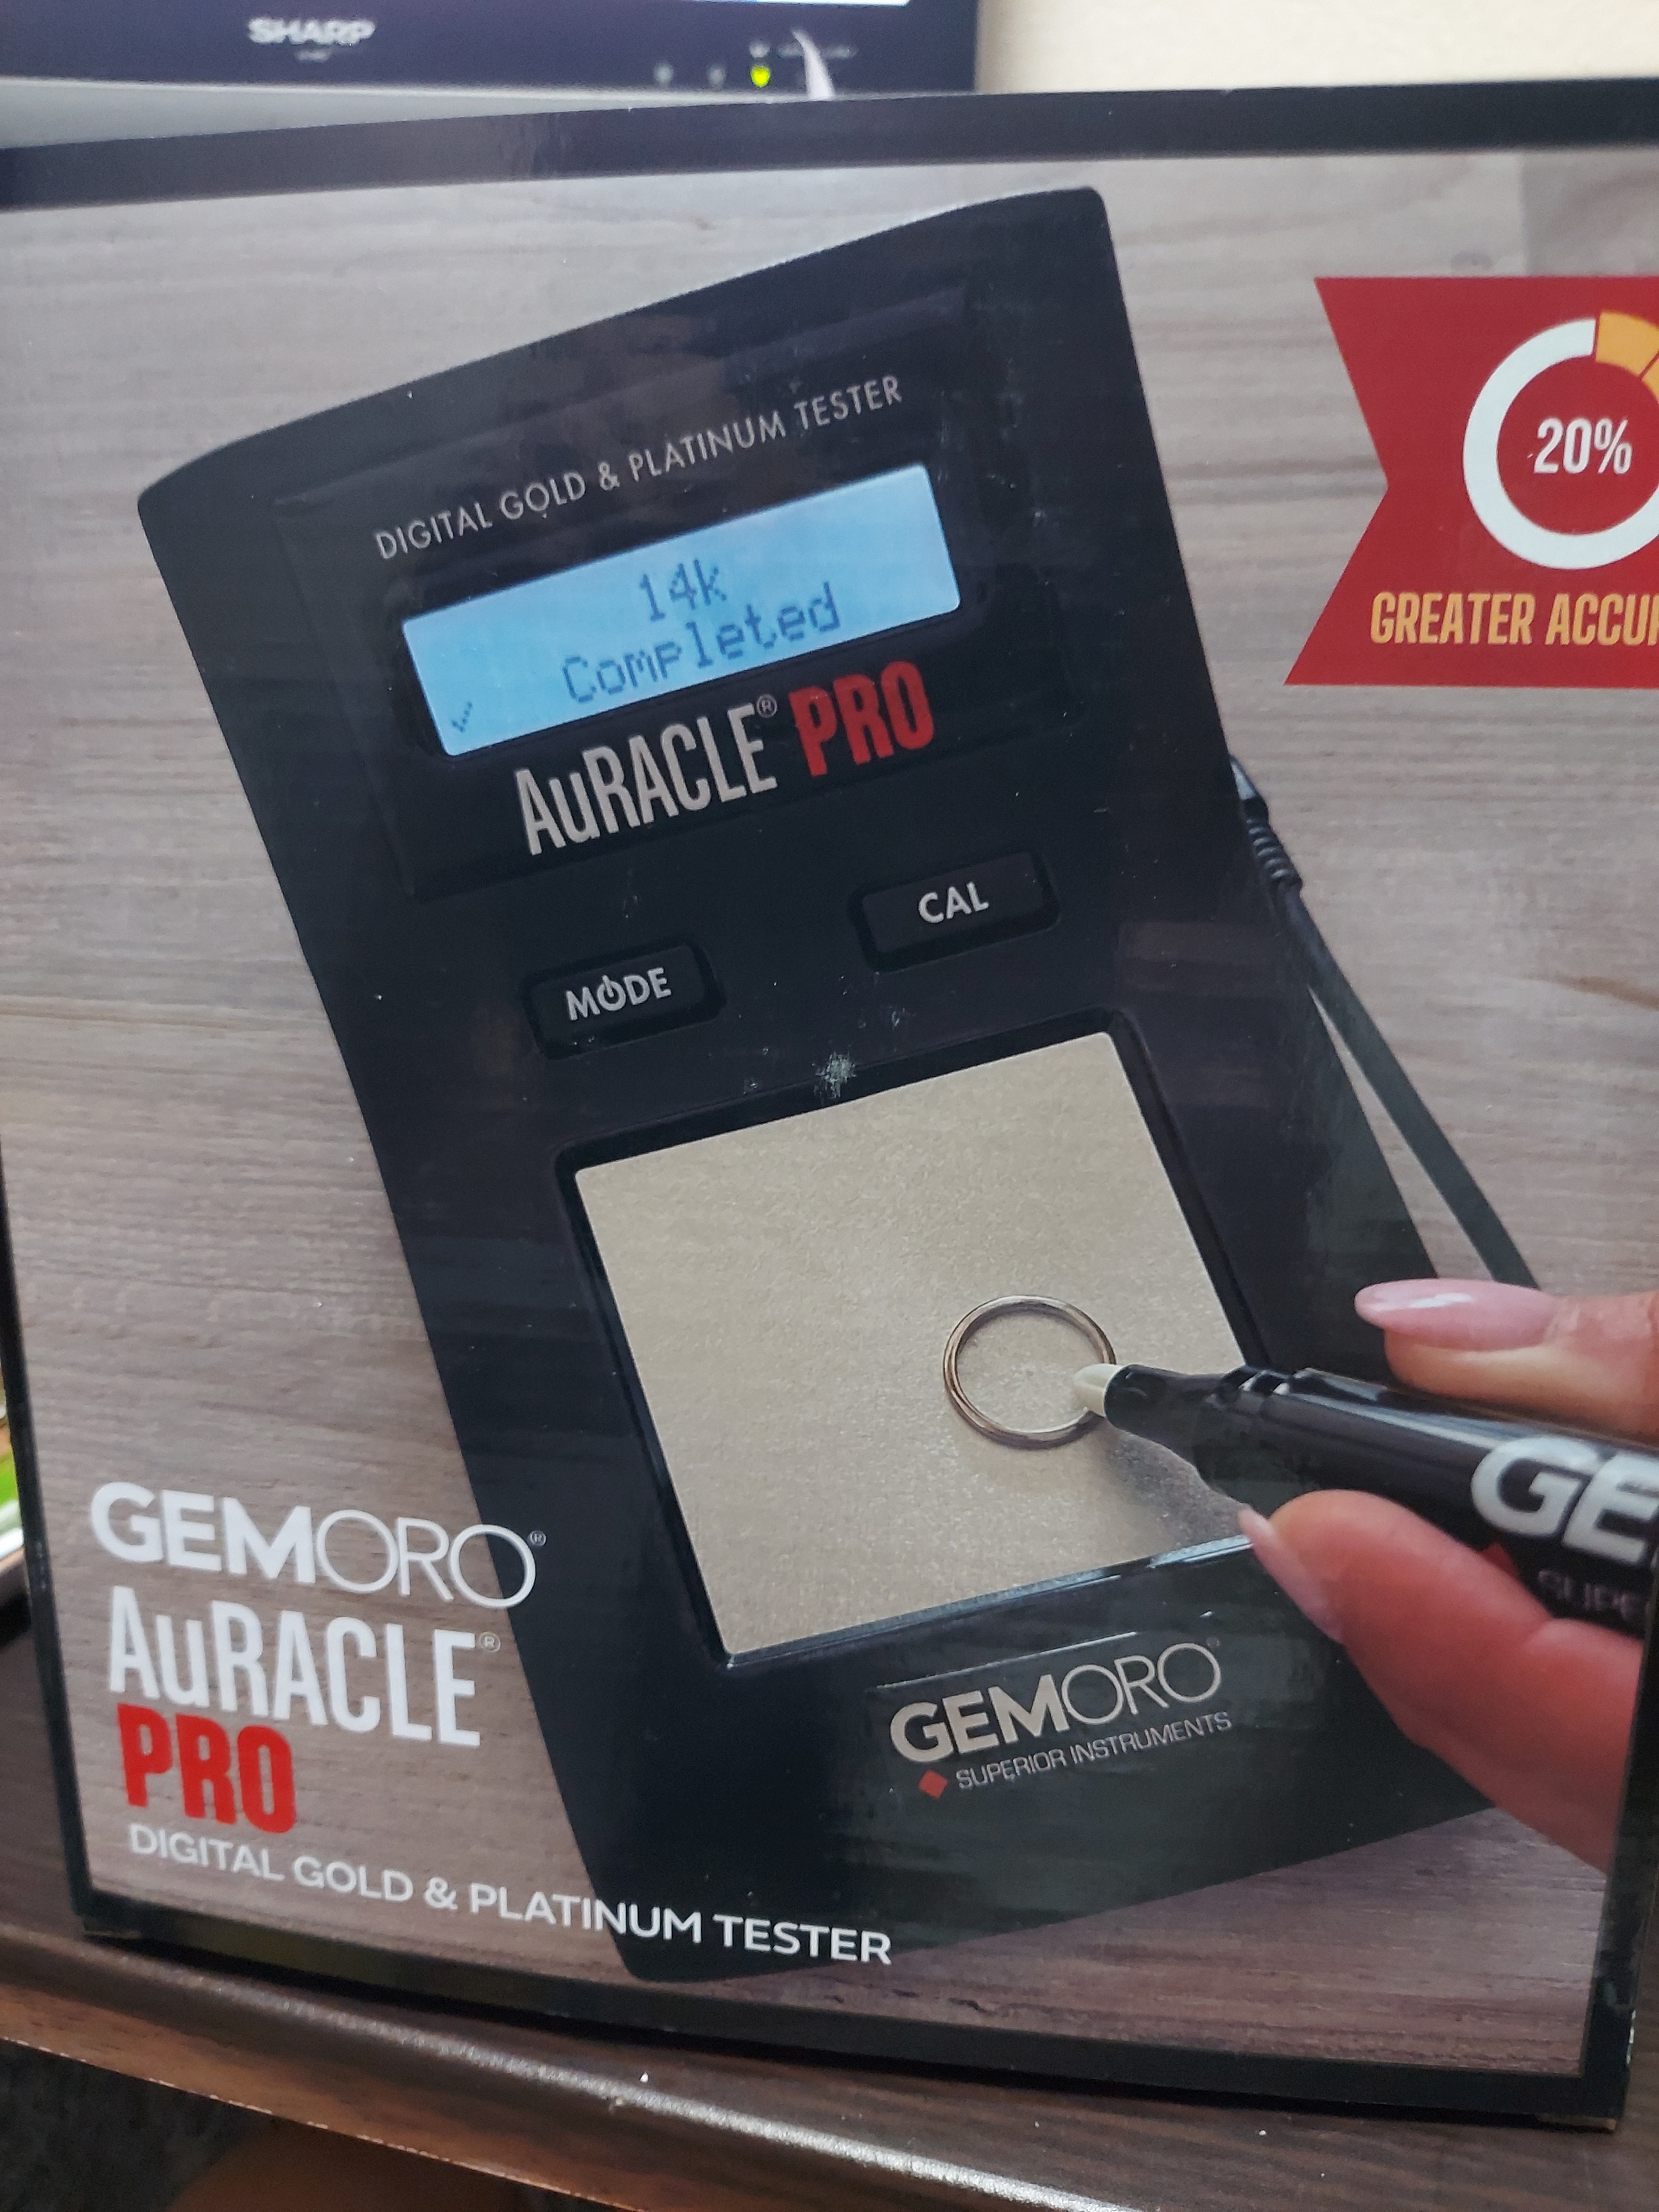 SHARP
20%
GREATER
DIGITAL GOLD & PLATINUM TESTER
14k
Completed
AuRACLE® PRO
CAL
MODE
GE
GEMORO®
AuRACLE®
PRO
DIGITAL GOLD & PLATINUM TESTER
GEMORO®
SUPERIOR INSTRUMENTS